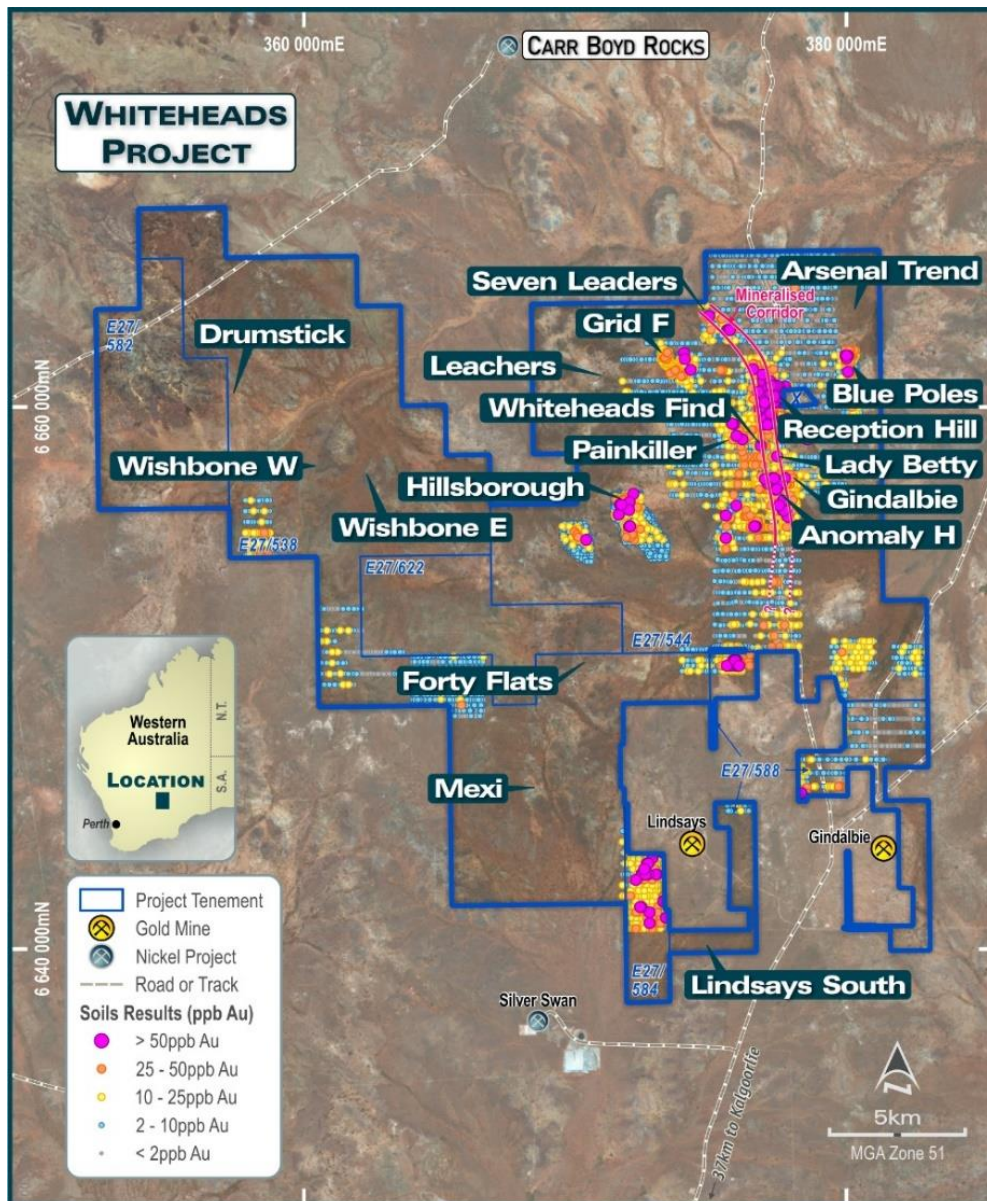 360 000mE
CARR BOYD ROCKS
380 000mE
WHITEHEADS
PROJECT
Seven Leaders
Arsenal Trend
Mineralised
Corridor
Grid F
E27/
582
Drumstick
Leachers
Blue Poles
6 660 000mN
Whiteheads Find
Reception Hill
Painkiller
Lady Betty
Wishbone W
Hillsborough
Gindalbie
Wishbone E
Anomaly H
E27/538
E27/622
E27/544
Forty Flats
Western
Australia
N.T.
LOCATION
S.A.
Perth
E27/588
Mexi
Lindsays
Gindalbie
Project Tenement
Gold Mine
Nickel Project
Road or Track
Soils Results (ppb Au)
> 50ppb Au
25 - 50ppb Au
10 - 25ppb Au
2 - 10ppb Au
< 2ppb Au
6 640 000mN
E27/
584
Lindsays South
Silver Swan
37km to Kalgoorlie
N
5km
MGA Zone 51